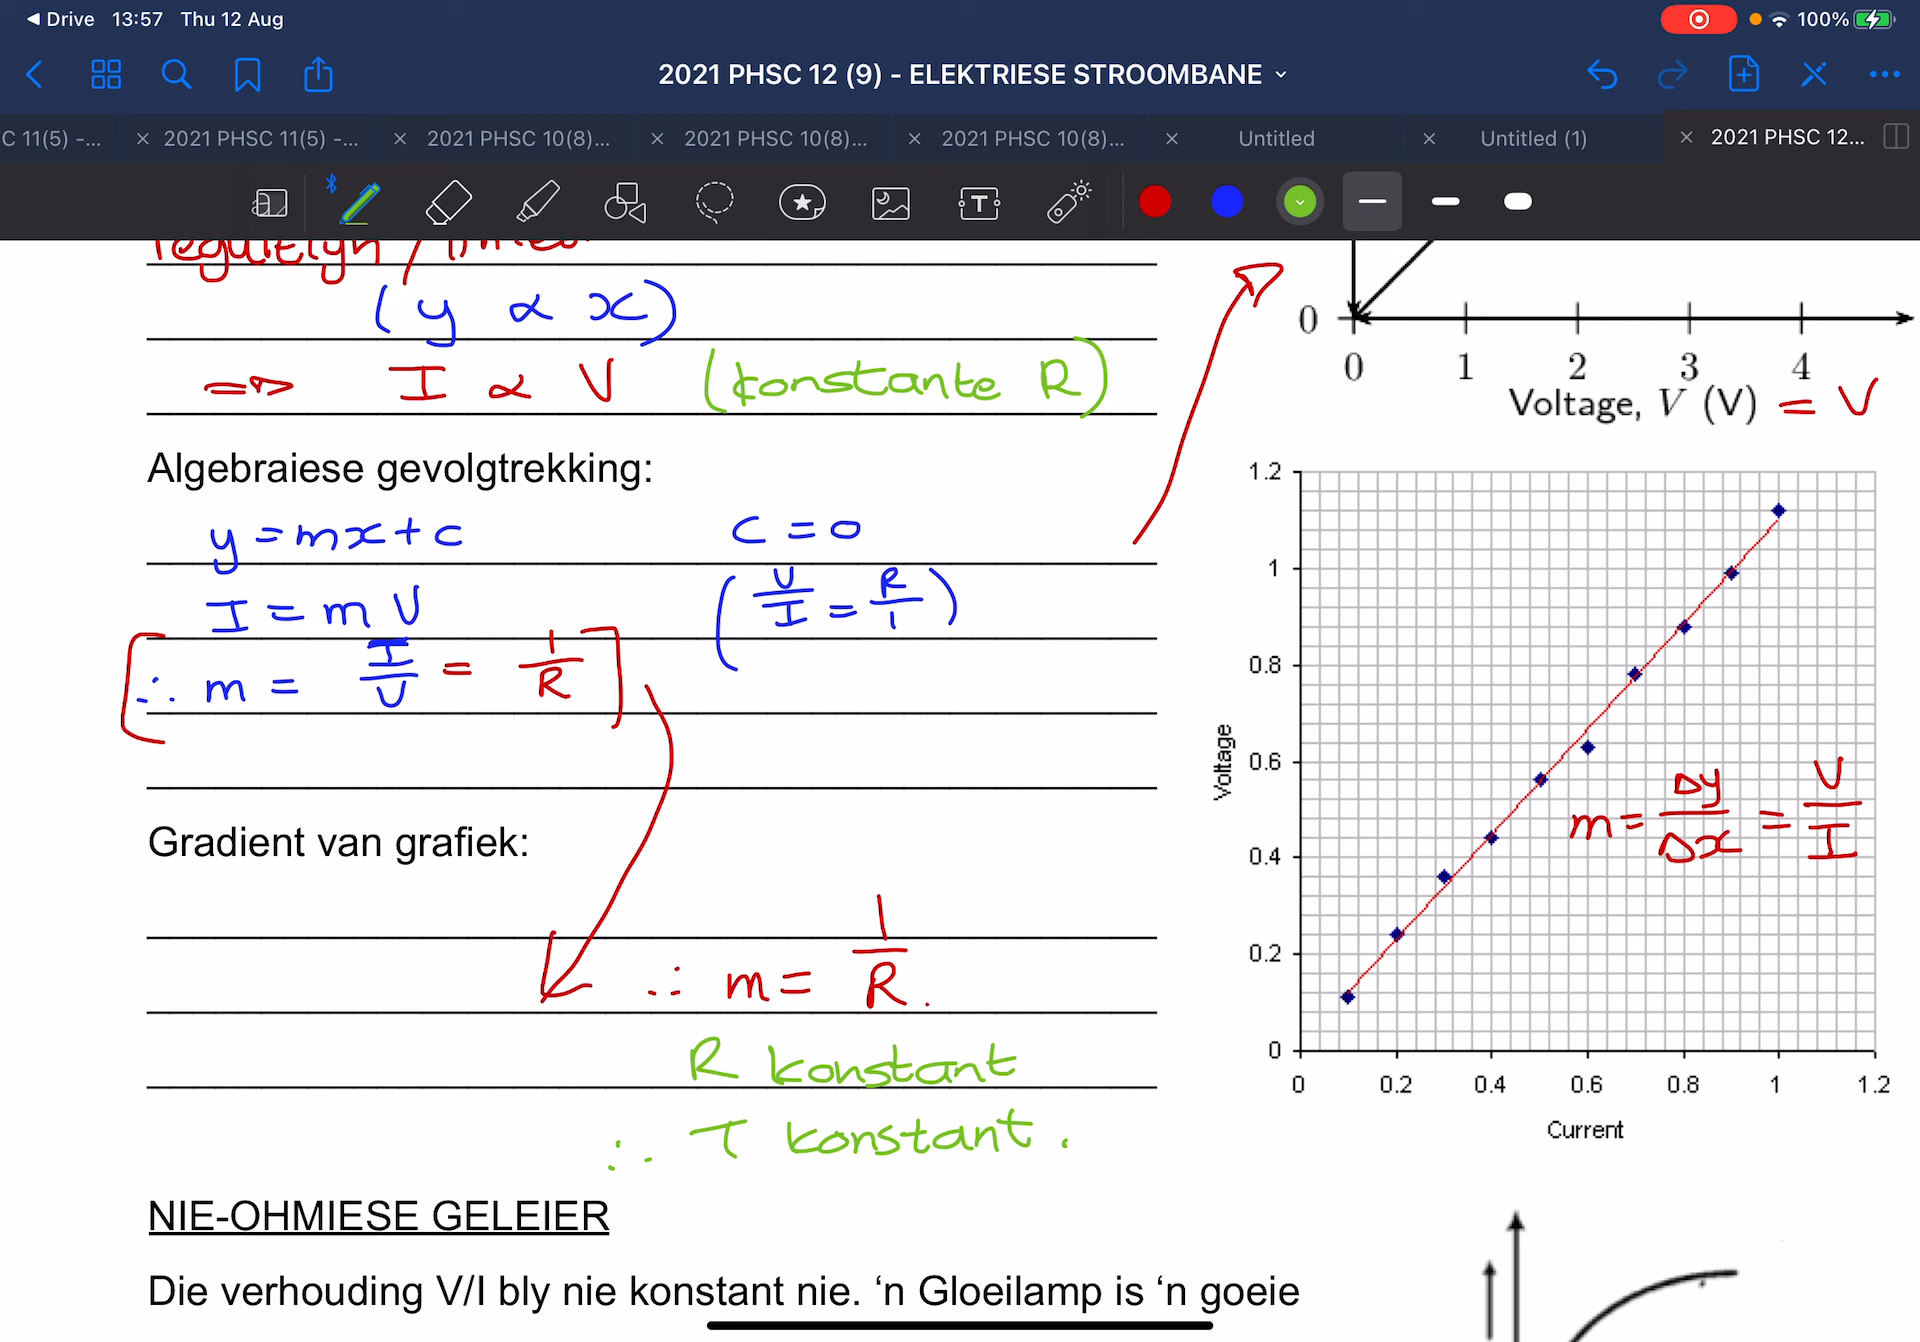 Drive 13:57 Thu 12 Aug
100%
2021 PHSC 12 (9) - ELEKTRIESE STROOMBANE
C 11(5) -... × 2021 PHSC 11(5) -... × 2021 PHSC 10(8)... × 2021 PHSC 10(8)... × 2021 PHSC 10(8)... × Untitled × Untitled (1) × 2021 PHSC 12...
T
(y ∝ x)
⇒ I ∝ V (konstante R)
Algebraiese gevolgtrekking:
y = mx + c c = 0
I = m V (V/I = R/1)
∴ m = I/V = 1/R
Gradient van grafiek:
∴ m = 1/R.
R konstant
∴ T konstant.
NIE-OHMIESE GELEIER
Die verhouding V/I bly nie konstant nie. ‘n Gloeilamp is ‘n goeie
0
0 1 2 3 4
Voltage, V (V) = V
1.2
1
0.8
0.6
0.4
0.2
0
Voltage
m = Δy/Δx = V/I
0 0.2 0.4 0.6 0.8 1 1.2
Current